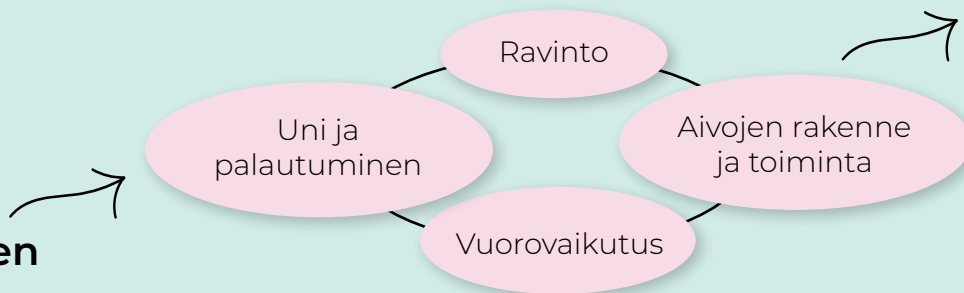 Ravinto
Uni ja
palautuminen
Aivojen rakenne
ja toiminta
Vuorovaikutus
en